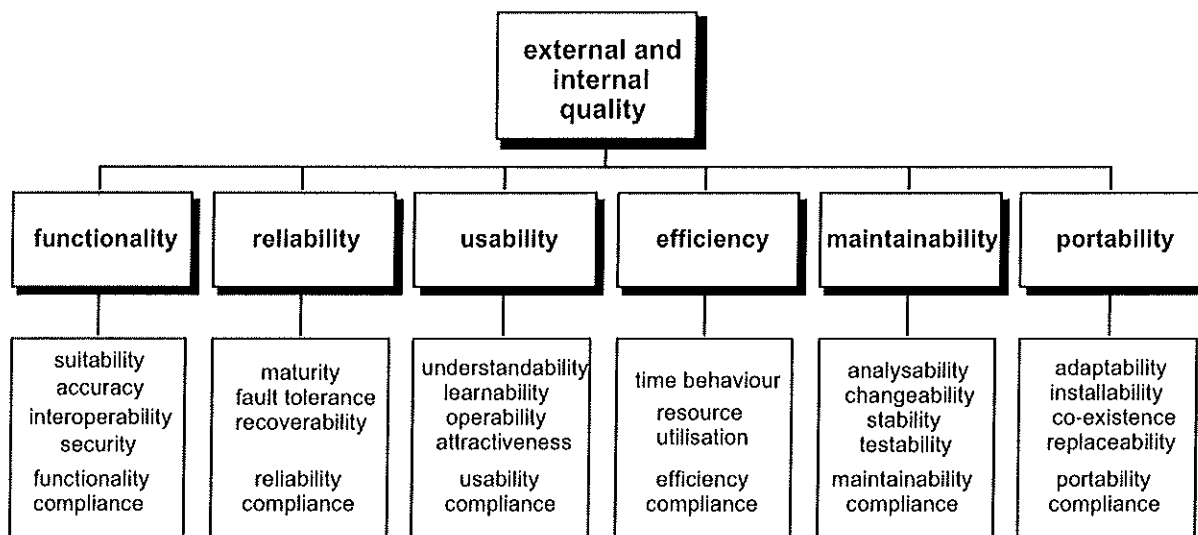 external and
internal
quality
functionality
reliability
usability
efficiency
maintainability
portability
suitability
accuracy
interoperability
security
functionality
compliance
maturity
fault tolerance
recoverability
reliability
compliance
understandability
learnability
operability
attractiveness
usability
compliance
time behaviour
resource
utilisation
efficiency
compliance
analysability
changeability
stability
testability
maintainability
compliance
adaptability
installability
co-existence
replaceability
portability
compliance